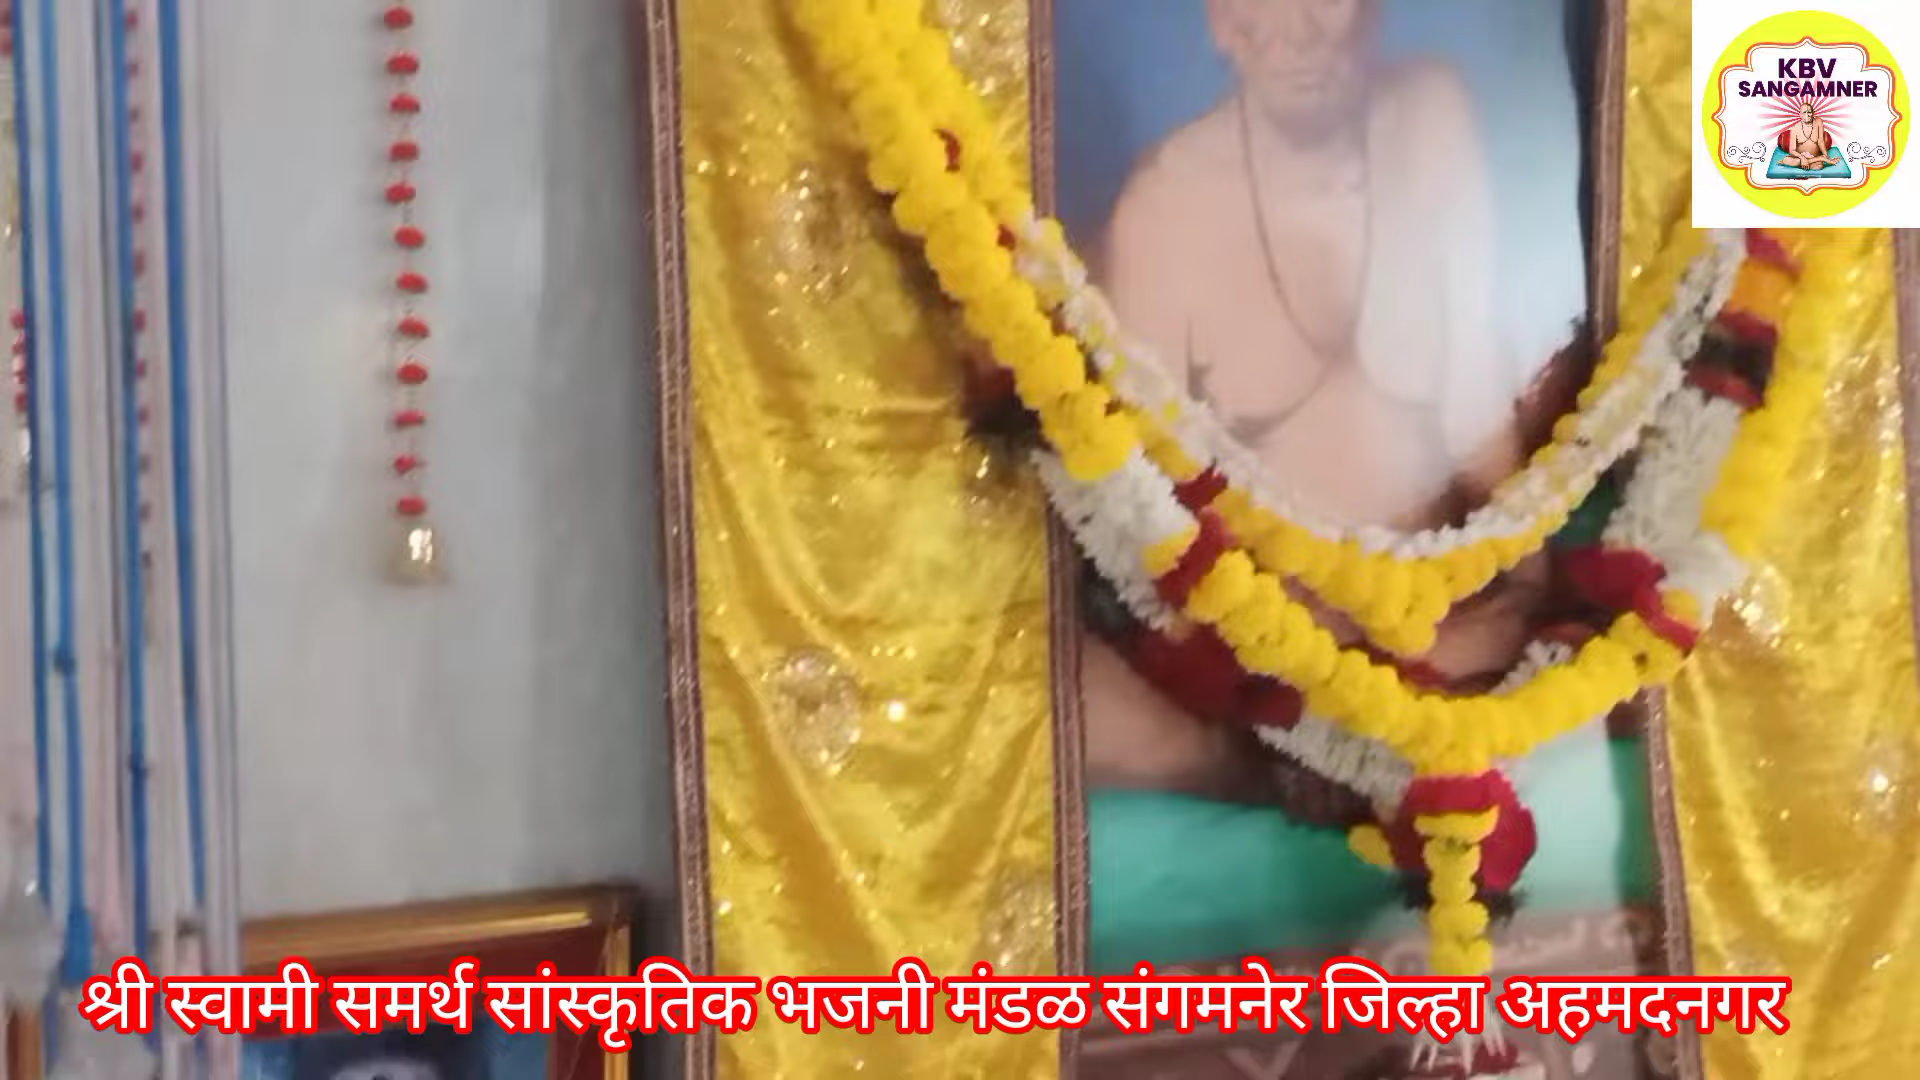 KBV
SANGAMNER
श्री स्वामी समर्थ सांस्कृतिक भजनी मंडळ संगमनेर जिल्हा अहमदनगर